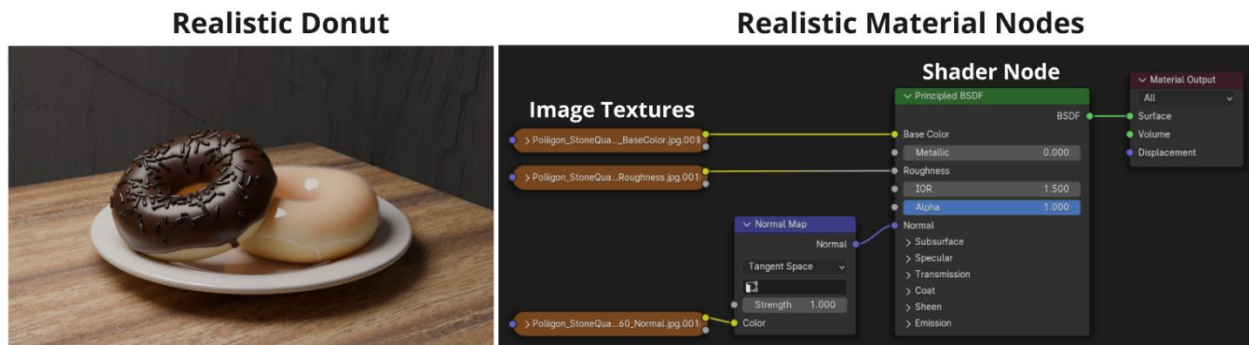 Realistic Donut
Realistic Material Nodes
Image Textures
Poliigon_StoneQua..._BaseColor.jpg.001
Poliigon_StoneQua...Roughness.jpg.001
Poliigon_StoneQua...60_Normal.jpg.001
Normal Map
Normal
Tangent Space
Strength 1.000
Color
Shader Node
Principled BSDF
BSDF
Base Color
Metallic 0.000
Roughness
IOR 1.500
Alpha 1.000
Normal
Subsurface
Specular
Transmission
Coat
Sheen
Emission
Material Output
All
Surface
Volume
Displacement